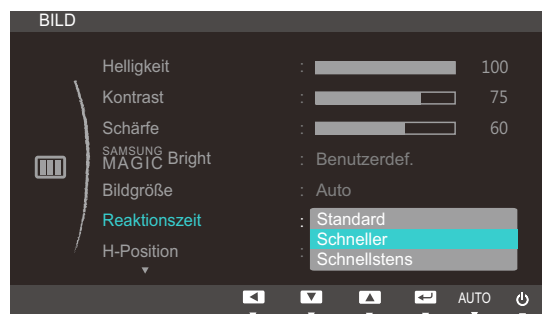 BILD
Helligkeit : 100
Kontrast : 75
Schärfe : 60
SAMSUNG MAGIC Bright : Benutzerdef.
Bildgröße : Auto
Reaktionszeit : Standard
Schneller
H-Position : Schnellstens
AUTO